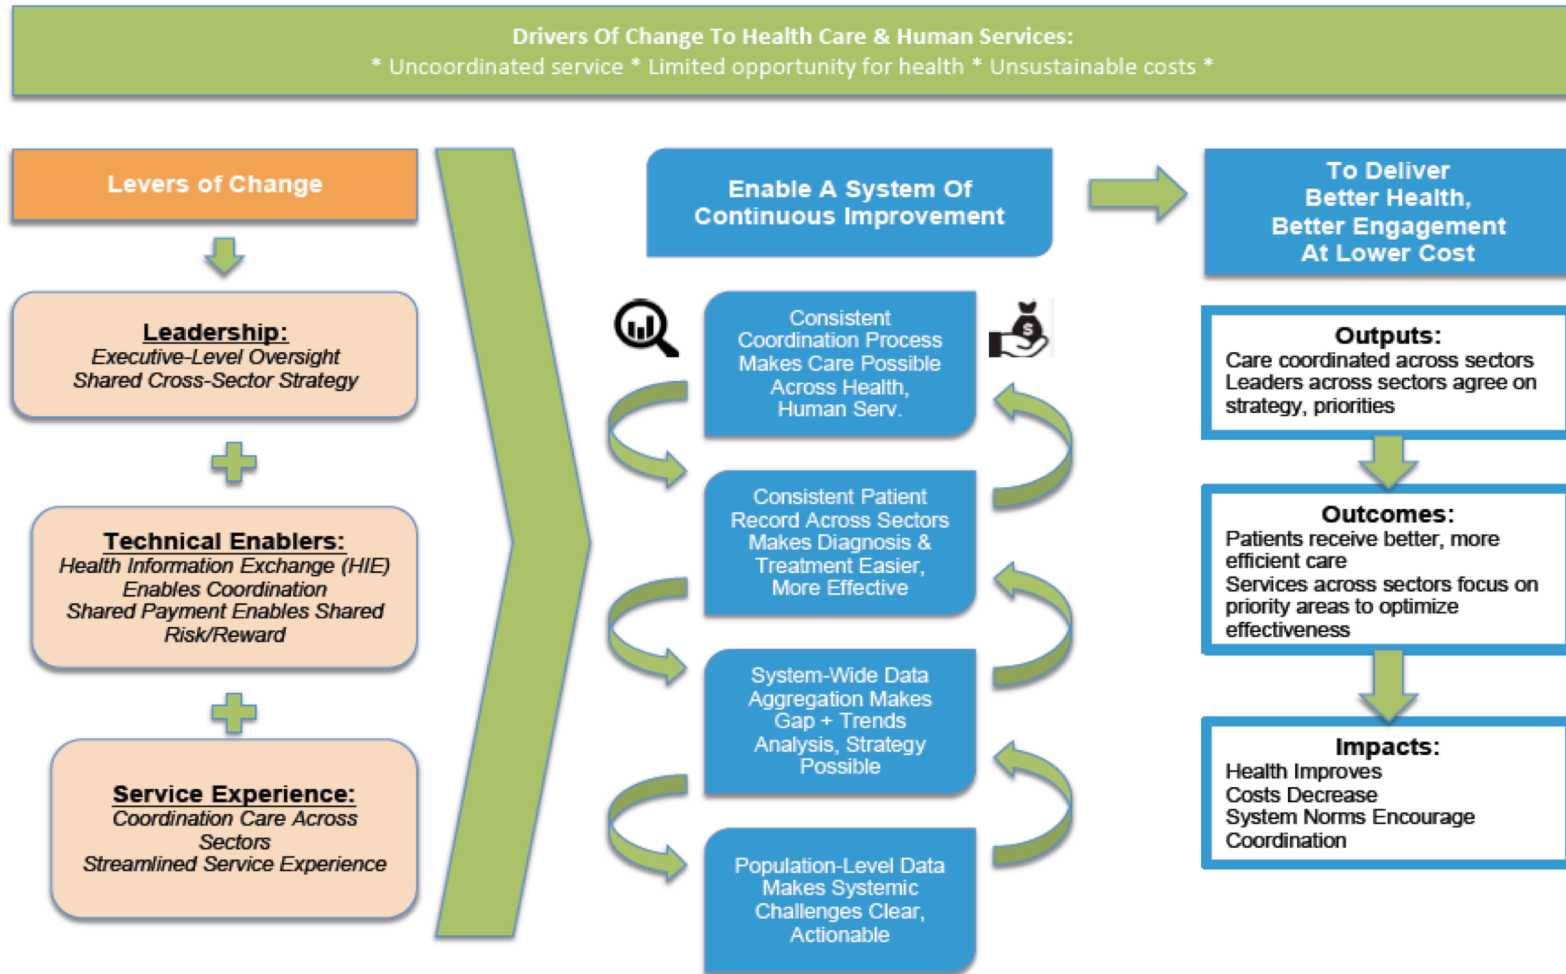 Drivers Of Change To Health Care & Human Services:
* Uncoordinated service * Limited opportunity for health * Unsustainable costs *
Levers of Change
Leadership:
Executive-Level Oversight
Shared Cross-Sector Strategy
Technical Enablers:
Health Information Exchange (HIE)
Enables Coordination
Shared Payment Enables Shared
Risk/Reward
Service Experience:
Coordination Care Across
Sectors
Streamlined Service Experience
Enable A System Of
Continuous Improvement
Consistent
Coordination Process
Makes Care Possible
Across Health,
Human Serv.
$
Consistent Patient
Record Across Sectors
Makes Diagnosis &
Treatment Easier,
More Effective
System-Wide Data
Aggregation Makes
Gap + Trends
Analysis, Strategy
Possible
Population-Level Data
Makes Systemic
Challenges Clear,
Actionable
To Deliver
Better Health,
Better Engagement
At Lower Cost
Outputs:
Care coordinated across sectors
Leaders across sectors agree on
strategy, priorities
Outcomes:
Patients receive better, more
efficient care
Services across sectors focus on
priority areas to optimize
effectiveness
Impacts:
Health Improves
Costs Decrease
System Norms Encourage
Coordination